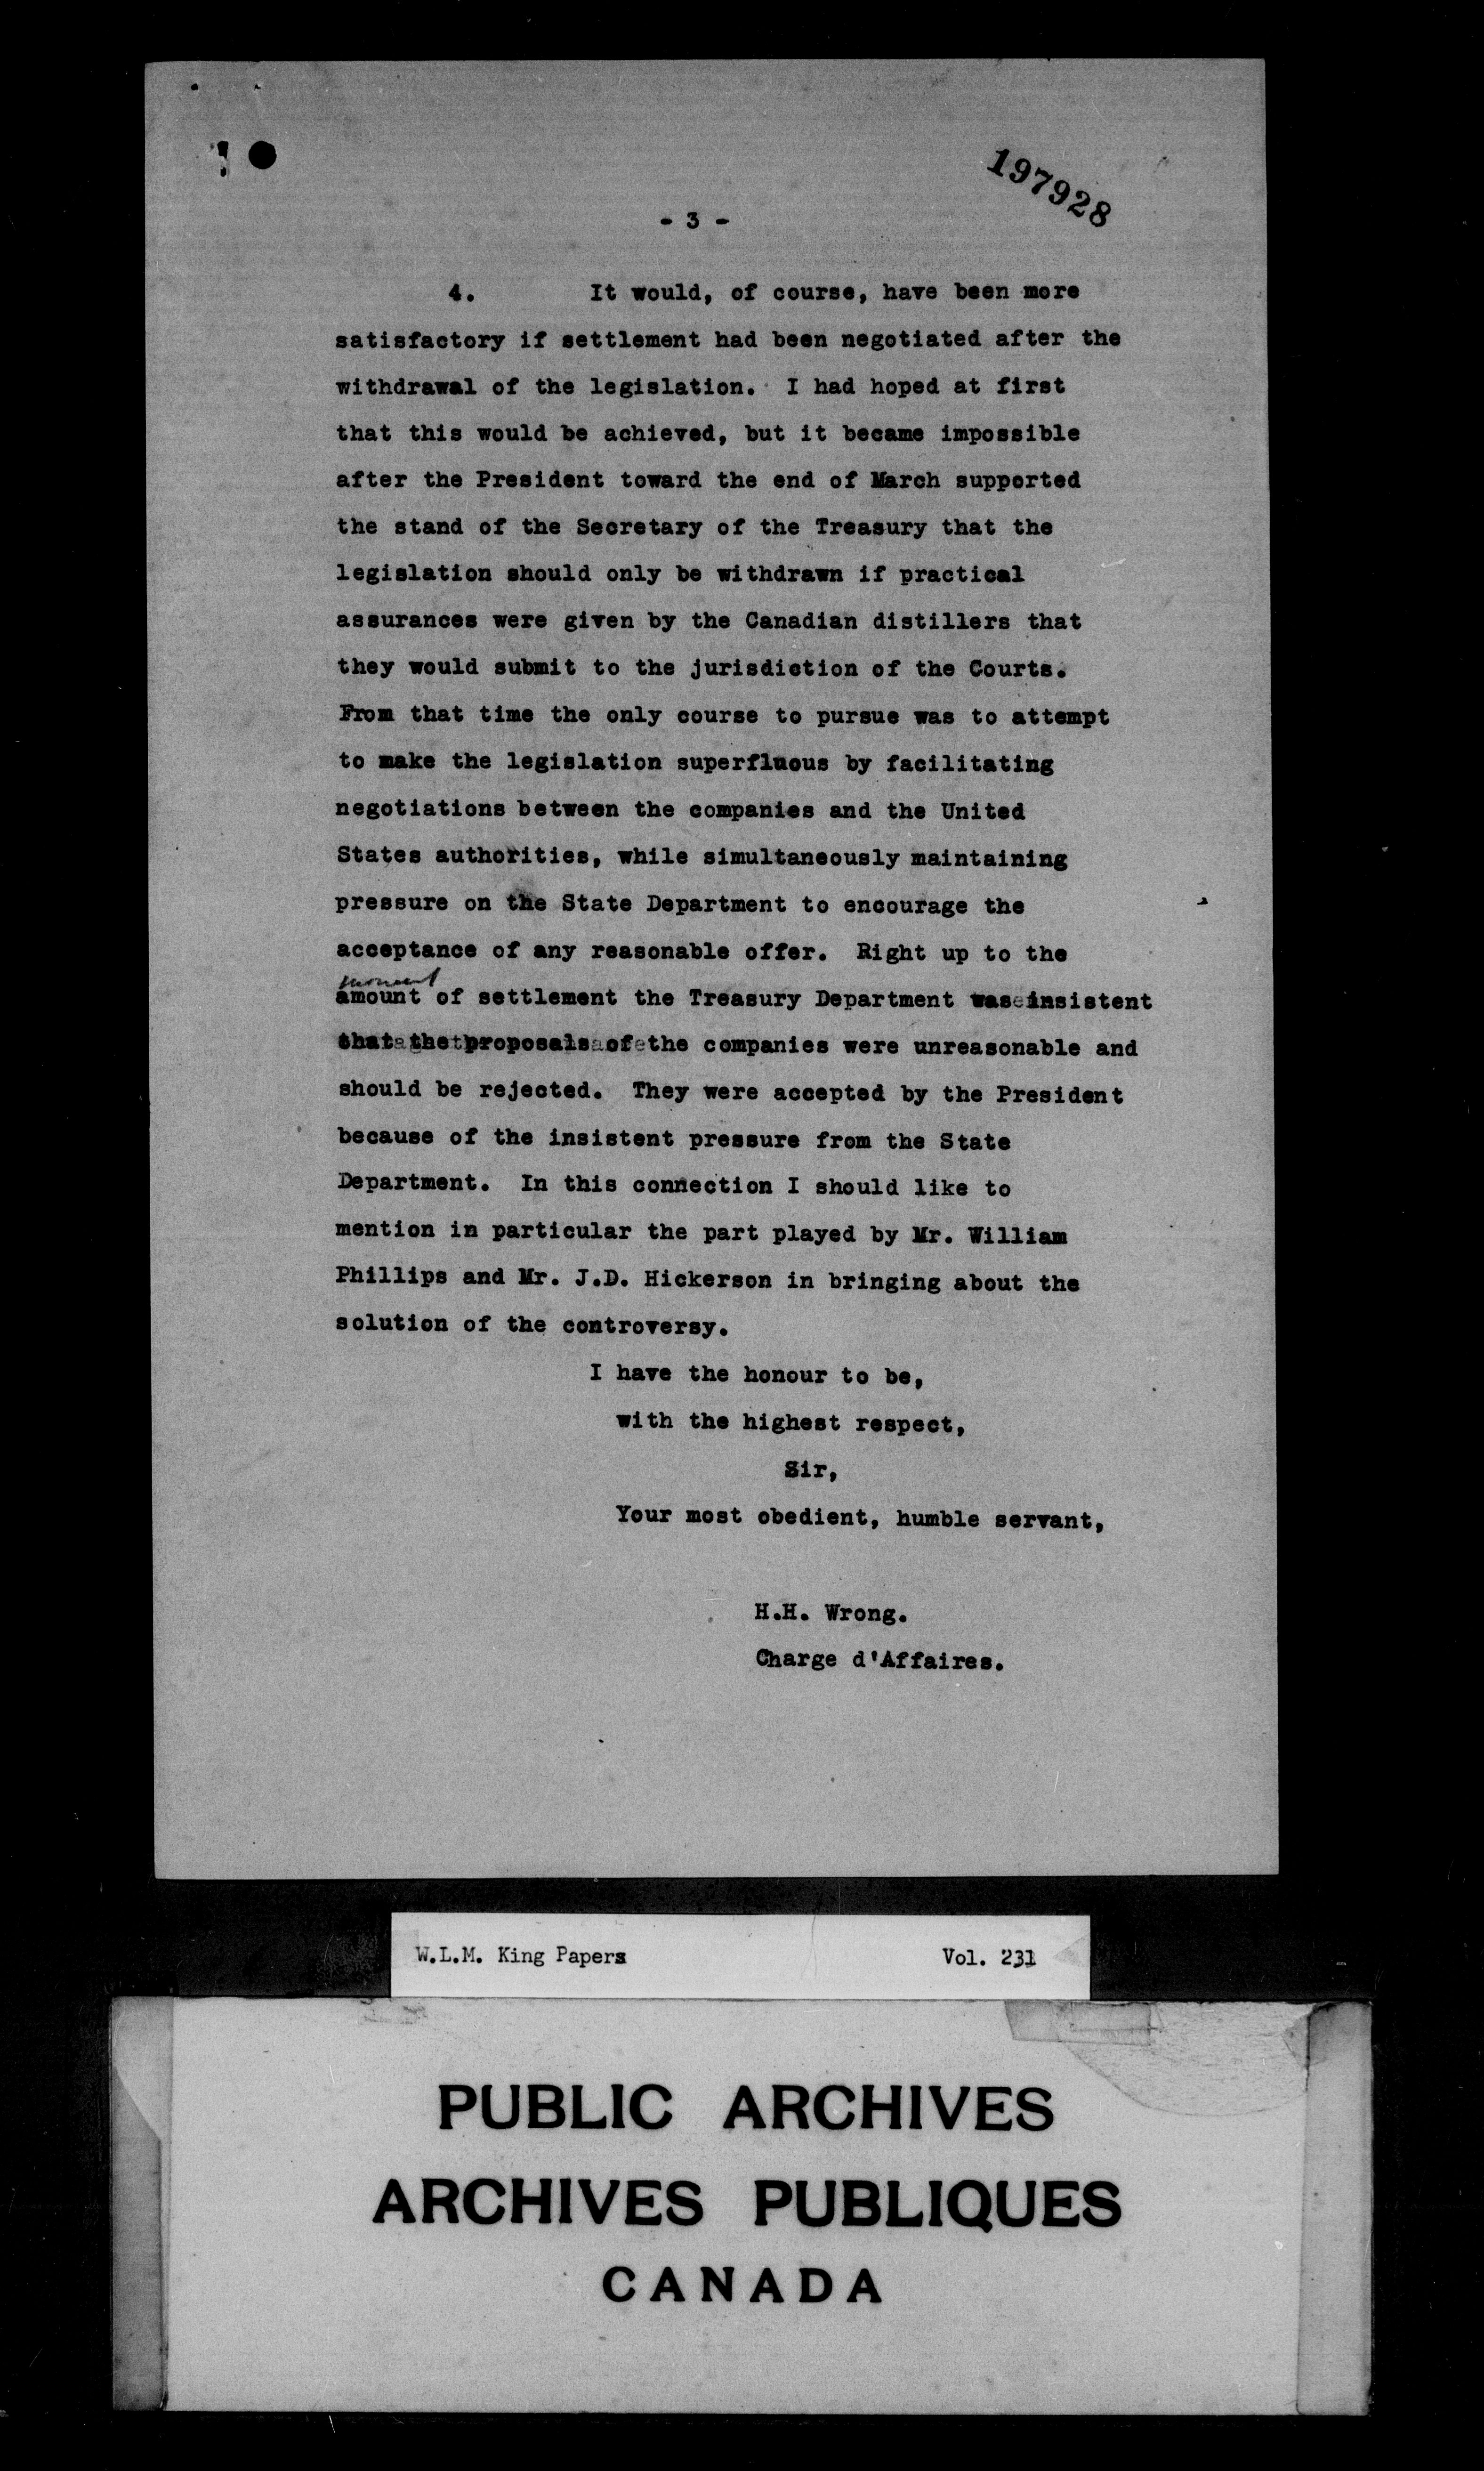 197928
- 3 -
4. It would, of course, have been more
satisfactory if settlement had been negotiated after the
withdrawal of the legislation. I had hoped at first
that this would be achieved, but it became impossible
after the President toward the end of March supported
the stand of the Secretary of the Treasury that the
legislation should only be withdrawn if practical
assurances were given by the Canadian distillers that
they would submit to the jurisdiction of the Courts.
From that time the only course to pursue was to attempt
to make the legislation superfluous by facilitating
negotiations between the companies and the United
States authorities, while simultaneously maintaining
pressure on the State Department to encourage the
acceptance of any reasonable offer. Right up to the
moment
amount of settlement the Treasury Department was insistent
that the proposals of the companies were unreasonable and
should be rejected. They were accepted by the President
because of the insistent pressure from the State
Department. In this connection I should like to
mention in particular the part played by Mr. William
Phillips and Mr. J.D. Hickerson in bringing about the
solution of the controversy.
I have the honour to be,
with the highest respect,
Sir,
Your most obedient, humble servant,
H.H. Wrong.
Charge d'Affaires.
W.L.M. King Papers Vol. 231
PUBLIC ARCHIVES
ARCHIVES PUBLIQUES
CANADA